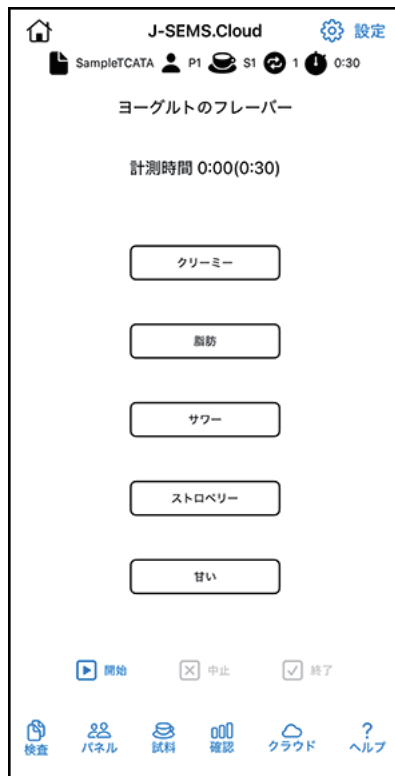 J-SEMS.Cloud 設定
SampleTCATA P1 S1 1 0:30
ヨーグルトのフレーバー
計測時間 0:00(0:30)
クリーミー
脂肪
サワー
ストロベリー
甘い
開始 中止 終了
検査 パネル 試料 確認 クラウド ヘルプ